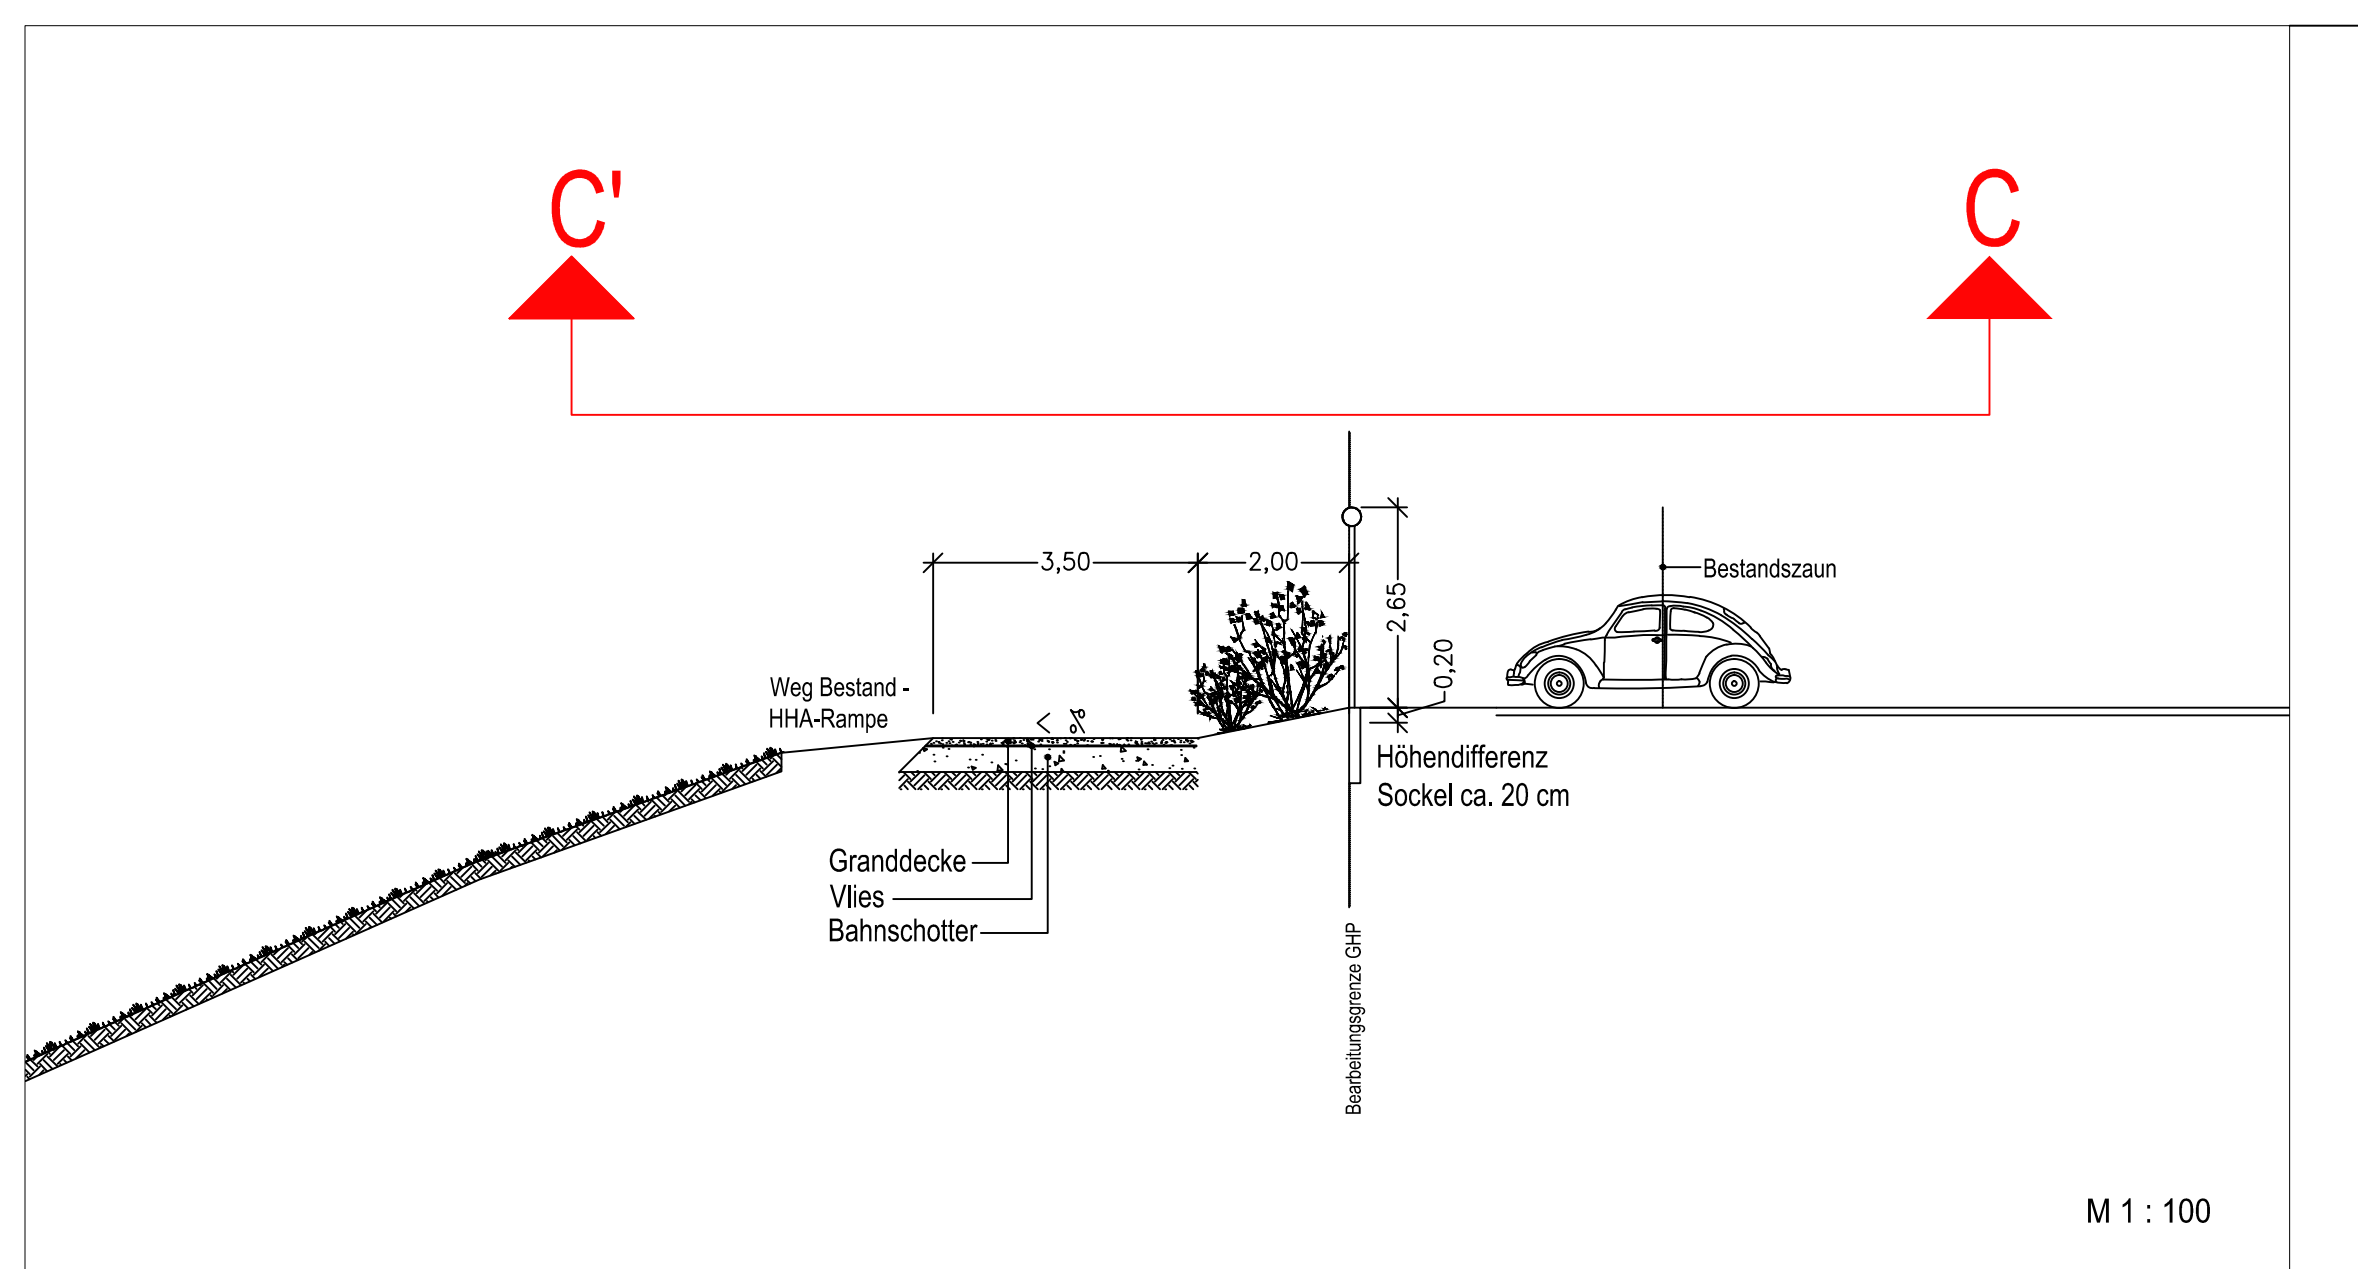 C'
C
3,50
2,00
2,65
0,20
Bestandszaun
Weg Bestand -
HHA-Rampe
< %
Höhendifferenz
Sockel ca. 20 cm
Granddecke
Vlies
Bahnschotter
Bearbeitungsgrenze GHP
M 1 : 100